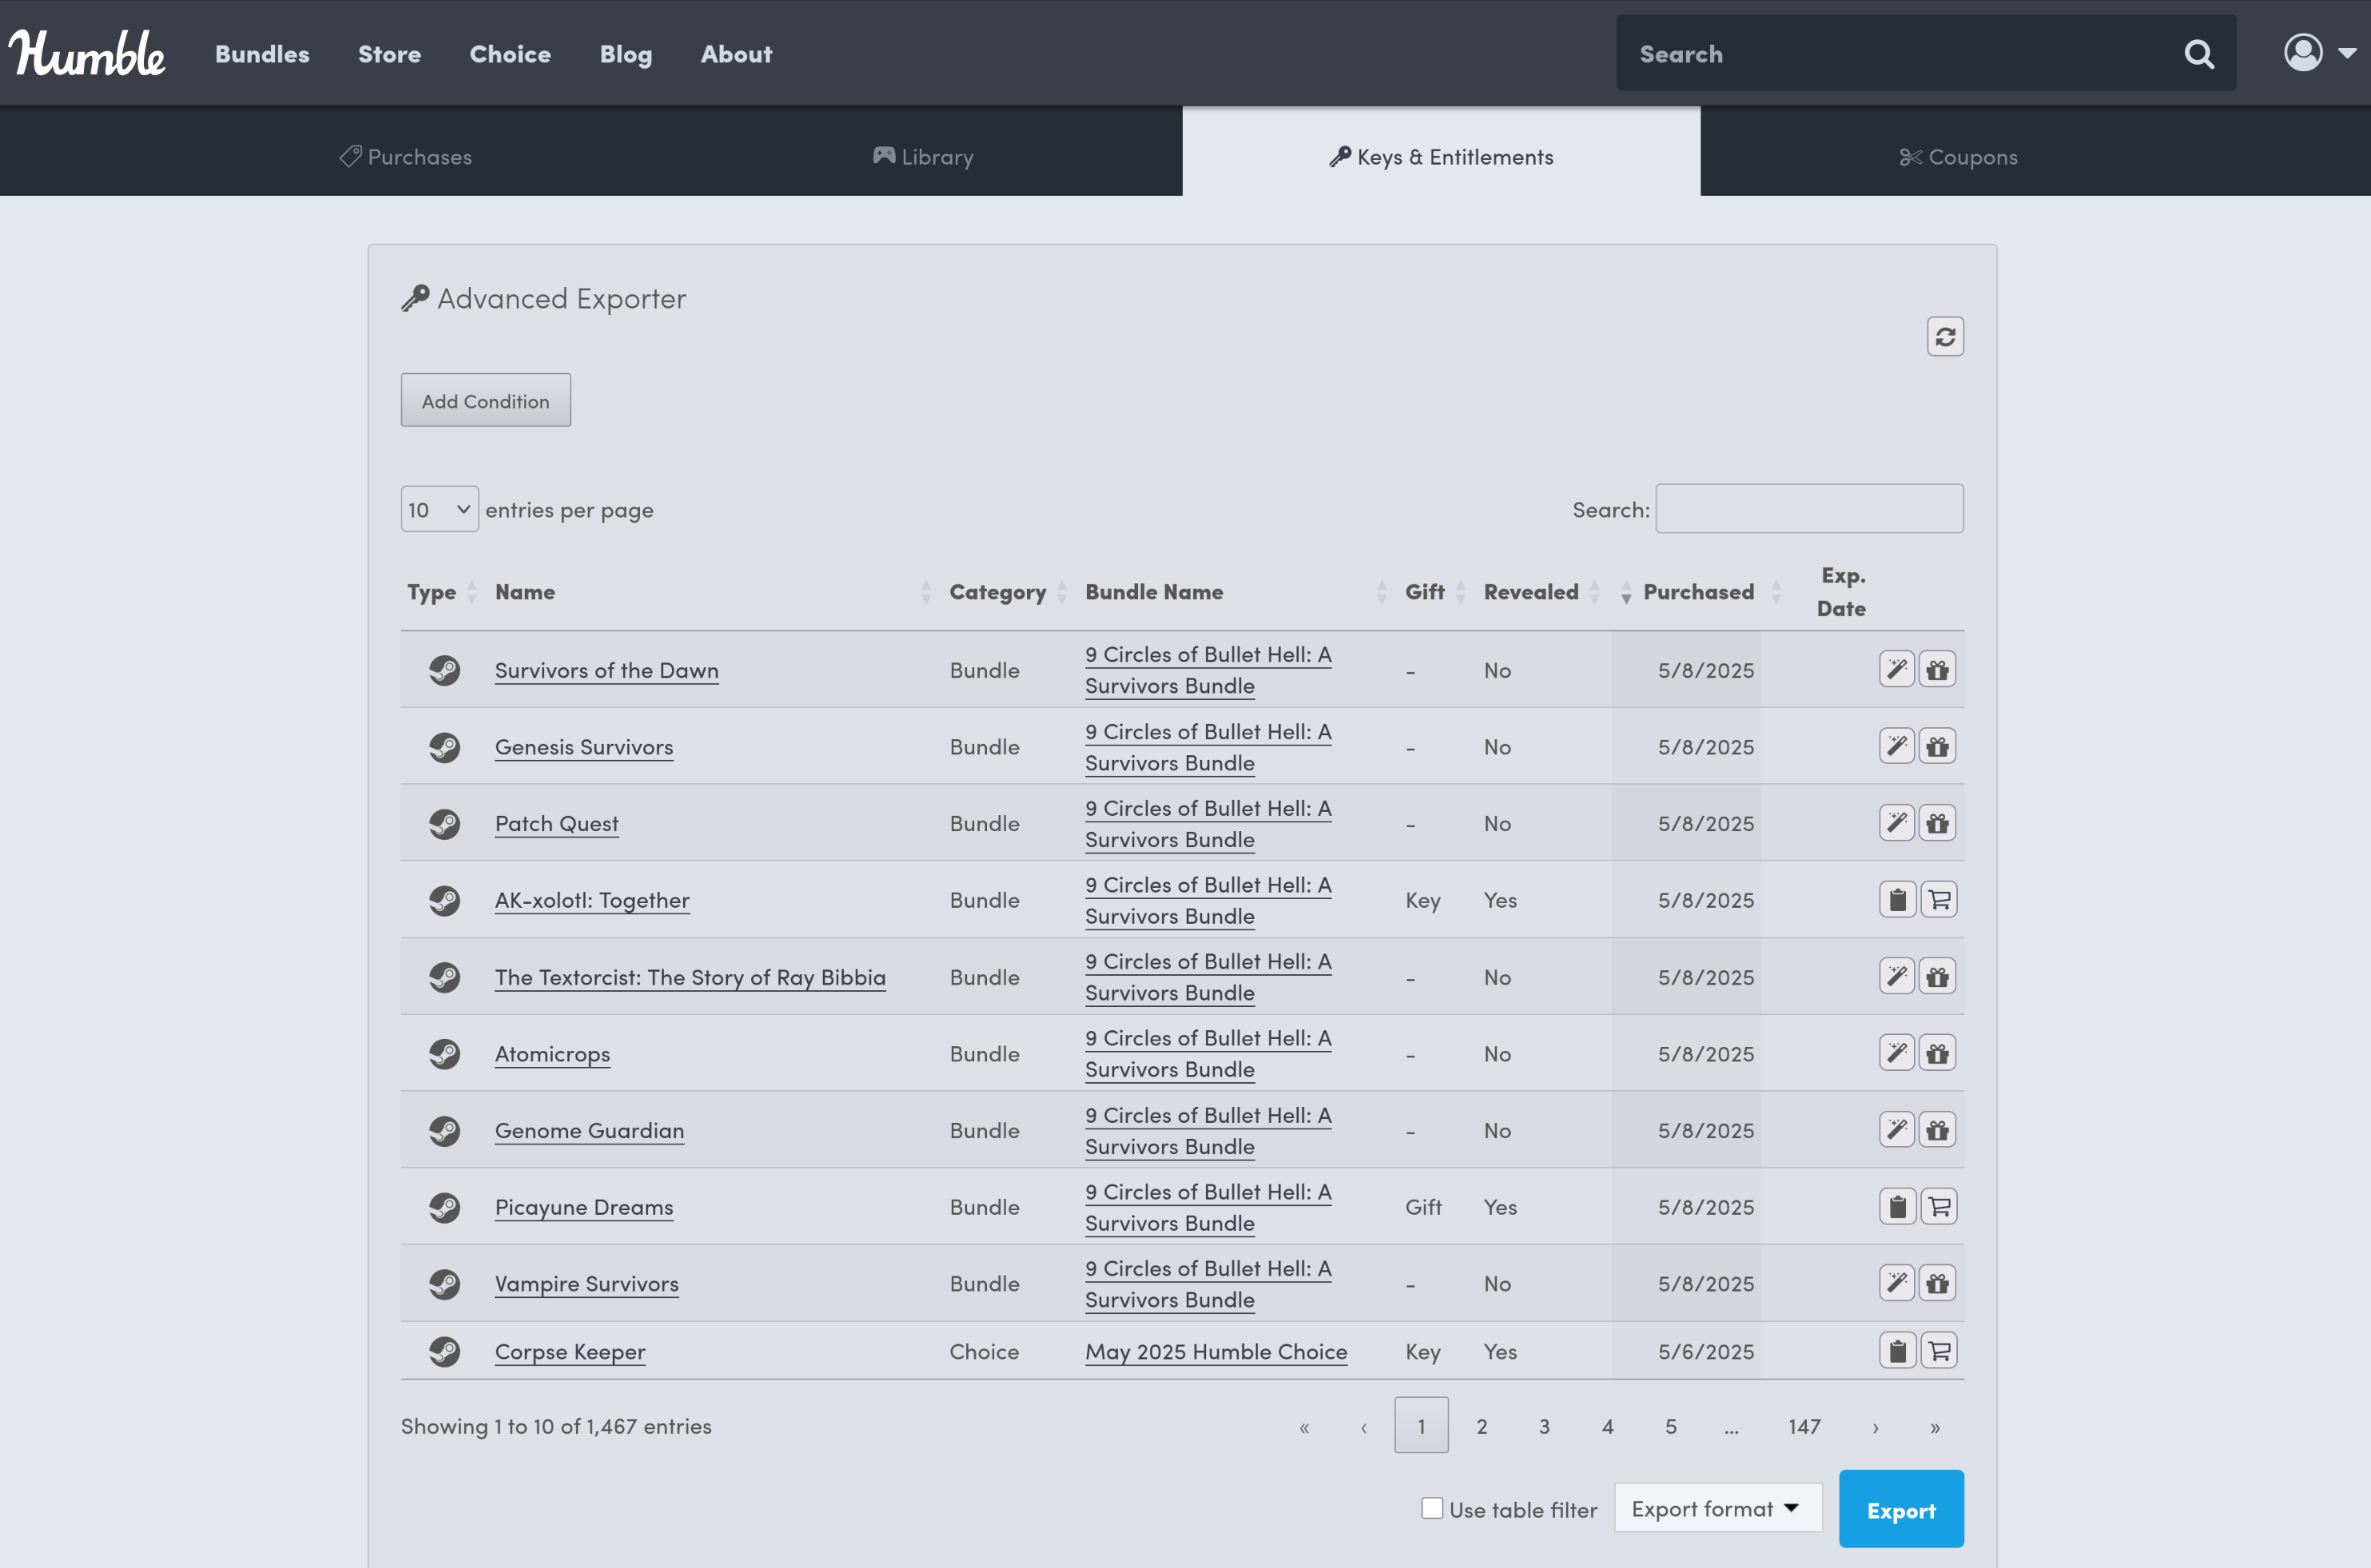 Humble Bundles Store Choice Blog About Search
Purchases Library Keys & Entitlements Coupons
Advanced Exporter
Add Condition
10 entries per page Search:
Type Name Category Bundle Name Gift Revealed Purchased Exp. Date
Survivors of the Dawn Bundle 9 Circles of Bullet Hell: A Survivors Bundle - No 5/8/2025
Genesis Survivors Bundle 9 Circles of Bullet Hell: A Survivors Bundle - No 5/8/2025
Patch Quest Bundle 9 Circles of Bullet Hell: A Survivors Bundle - No 5/8/2025
AK-xolotl: Together Bundle 9 Circles of Bullet Hell: A Survivors Bundle Key Yes 5/8/2025
The Textorcist: The Story of Ray Bibbia Bundle 9 Circles of Bullet Hell: A Survivors Bundle - No 5/8/2025
Atomicrops Bundle 9 Circles of Bullet Hell: A Survivors Bundle - No 5/8/2025
Genome Guardian Bundle 9 Circles of Bullet Hell: A Survivors Bundle - No 5/8/2025
Picayune Dreams Bundle 9 Circles of Bullet Hell: A Survivors Bundle Gift Yes 5/8/2025
Vampire Survivors Bundle 9 Circles of Bullet Hell: A Survivors Bundle - No 5/8/2025
Corpse Keeper Choice May 2025 Humble Choice Key Yes 5/6/2025
Showing 1 to 10 of 1,467 entries « ‹ 1 2 3 4 5 ... 147 › »
Use table filter Export format Export